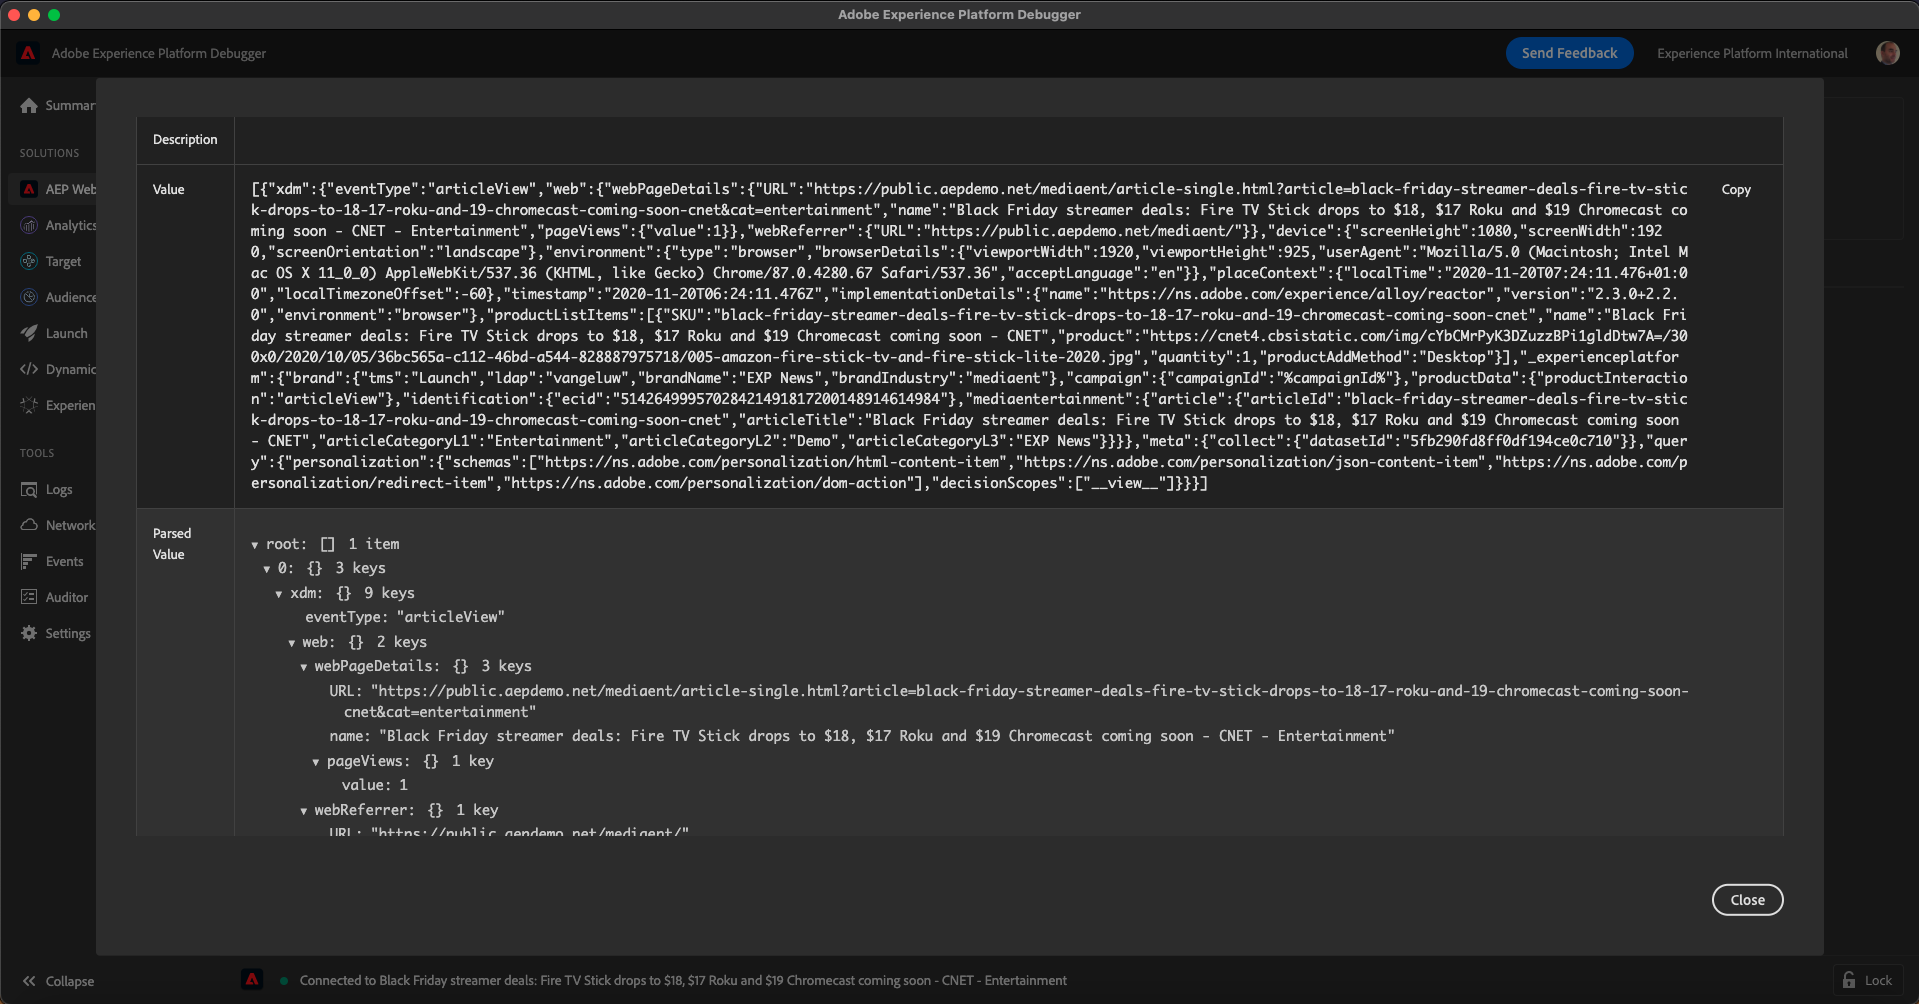 Adobe Experience Platform Debugger
Adobe Experience Platform Debugger
Send Feedback
Experience Platform International
Summar
SOLUTIONS
AEP Web
Analytics
Target
Audience
Launch
Dynamic
Experien
TOOLS
Logs
Network
Events
Auditor
Settings
Description
Value
[{"xdm":{"eventType":"articleView","web":{"webPageDetails":{"URL":"https://public.aepdemo.net/mediaent/article-single.html?article=black-friday-streamer-deals-fire-tv-stic
k-drops-to-18-17-roku-and-19-chromecast-coming-soon-cnet&cat=entertainment","name":"Black Friday streamer deals: Fire TV Stick drops to $18, $17 Roku and $19 Chromecast co
ming soon - CNET - Entertainment","pageViews":{"value":1}},"webReferrer":{"URL":"https://public.aepdemo.net/mediaent/"}},"device":{"screenHeight":1080,"screenWidth":192
0,"screenOrientation":"landscape"},"environment":{"type":"browser","browserDetails":{"viewportWidth":1920,"viewportHeight":925,"userAgent":"Mozilla/5.0 (Macintosh; Intel M
ac OS X 11_0_0) AppleWebKit/537.36 (KHTML, like Gecko) Chrome/87.0.4280.67 Safari/537.36","acceptLanguage":"en"}},"placeContext":{"localTime":"2020-11-20T07:24:11.476+01:0
0","localTimezoneOffset":-60},"timestamp":"2020-11-20T06:24:11.476Z","implementationDetails":{"name":"https://ns.adobe.com/experience/alloy/reactor","version":"2.3.0+2.2.
0","environment":"browser"},"productListItems":[{"SKU":"black-friday-streamer-deals-fire-tv-stick-drops-to-18-17-roku-and-19-chromecast-coming-soon-cnet","name":"Black Fri
day streamer deals: Fire TV Stick drops to $18, $17 Roku and $19 Chromecast coming soon - CNET","product":"https://cnet4.cbsistatic.com/img/cYbCMrPyK3DZuzzBPi1gldDtw7A=/30
0x0/2020/10/05/36bc565a-c112-46bd-a544-828887975718/005-amazon-fire-stick-tv-and-fire-stick-lite-2020.jpg","quantity":1,"productAddMethod":"Desktop"}],"_experienceplatfor
m":{"brand":{"tms":"Launch","ldap":"vangeluw","brandName":"EXP News","brandIndustry":"mediaent"},"campaign":{"campaignId":"%campaignId%"},"productData":{"productInteractio
n":"articleView"},"identification":{"ecid":"51426499957028421491817200148914614984"},"mediaentertainment":{"article":{"articleId":"black-friday-streamer-deals-fire-tv-stic
k-drops-to-18-17-roku-and-19-chromecast-coming-soon-cnet","articleTitle":"Black Friday streamer deals: Fire TV Stick drops to $18, $17 Roku and $19 Chromecast coming soon
- CNET","articleCategoryL1":"Entertainment","articleCategoryL2":"Demo","articleCategoryL3":"EXP News"}}}},"meta":{"collect":{"datasetId":"5fb290fd8ff0df194ce0c710"}},"quer
y":{"personalization":{"schemas":["https://ns.adobe.com/personalization/html-content-item","https://ns.adobe.com/personalization/json-content-item","https://ns.adobe.com/p
ersonalization/redirect-item","https://ns.adobe.com/personalization/dom-action"],"decisionScopes":["__view__"]}}}]
Copy
Parsed
Value
root: [] 1 item
0: {} 3 keys
xdm: {} 9 keys
eventType: "articleView"
web: {} 2 keys
webPageDetails: {} 3 keys
URL: "https://public.aepdemo.net/mediaent/article-single.html?article=black-friday-streamer-deals-fire-tv-stick-drops-to-18-17-roku-and-19-chromecast-coming-soon-
cnet&cat=entertainment"
name: "Black Friday streamer deals: Fire TV Stick drops to $18, $17 Roku and $19 Chromecast coming soon - CNET - Entertainment"
pageViews: {} 1 key
value: 1
webReferrer: {} 1 key
URL: "https://public.aepdemo.net/mediaent/"
Close
Collapse
Connected to Black Friday streamer deals: Fire TV Stick drops to $18, $17 Roku and $19 Chromecast coming soon - CNET - Entertainment
Lock